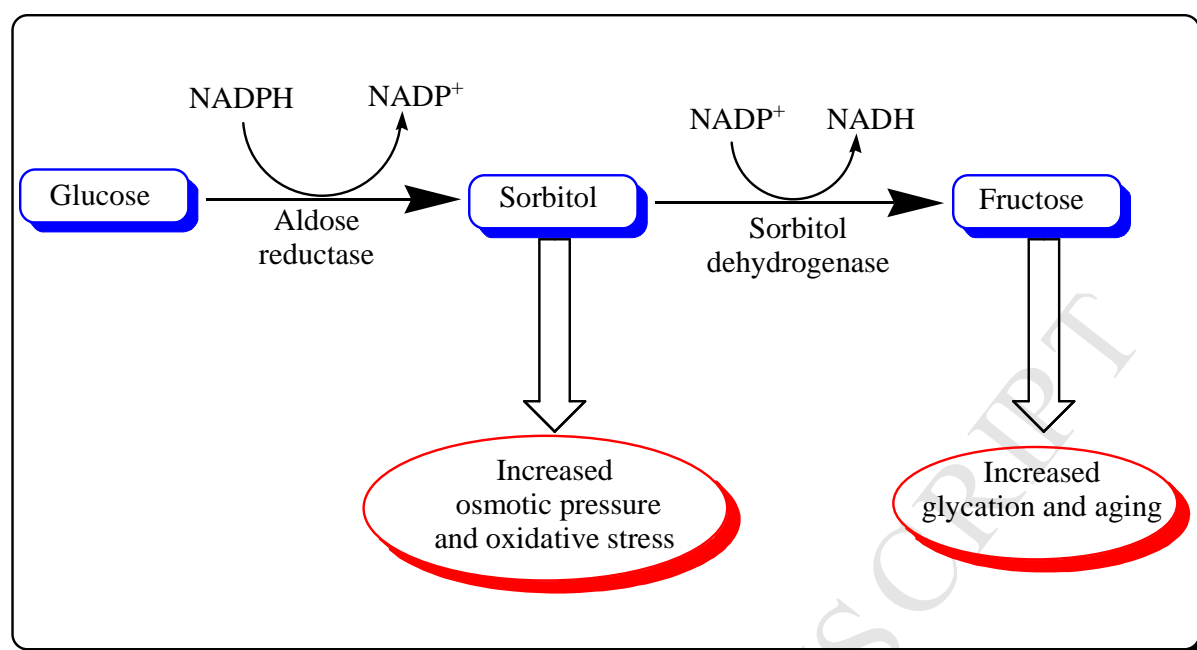 NADPH
NADP+
NADP+
NADH
Glucose
Sorbitol
Fructose
Aldose
reductase
Sorbitol
dehydrogenase
Increased
osmotic pressure
and oxidative stress
Increased
glycation and aging
SCRIPT